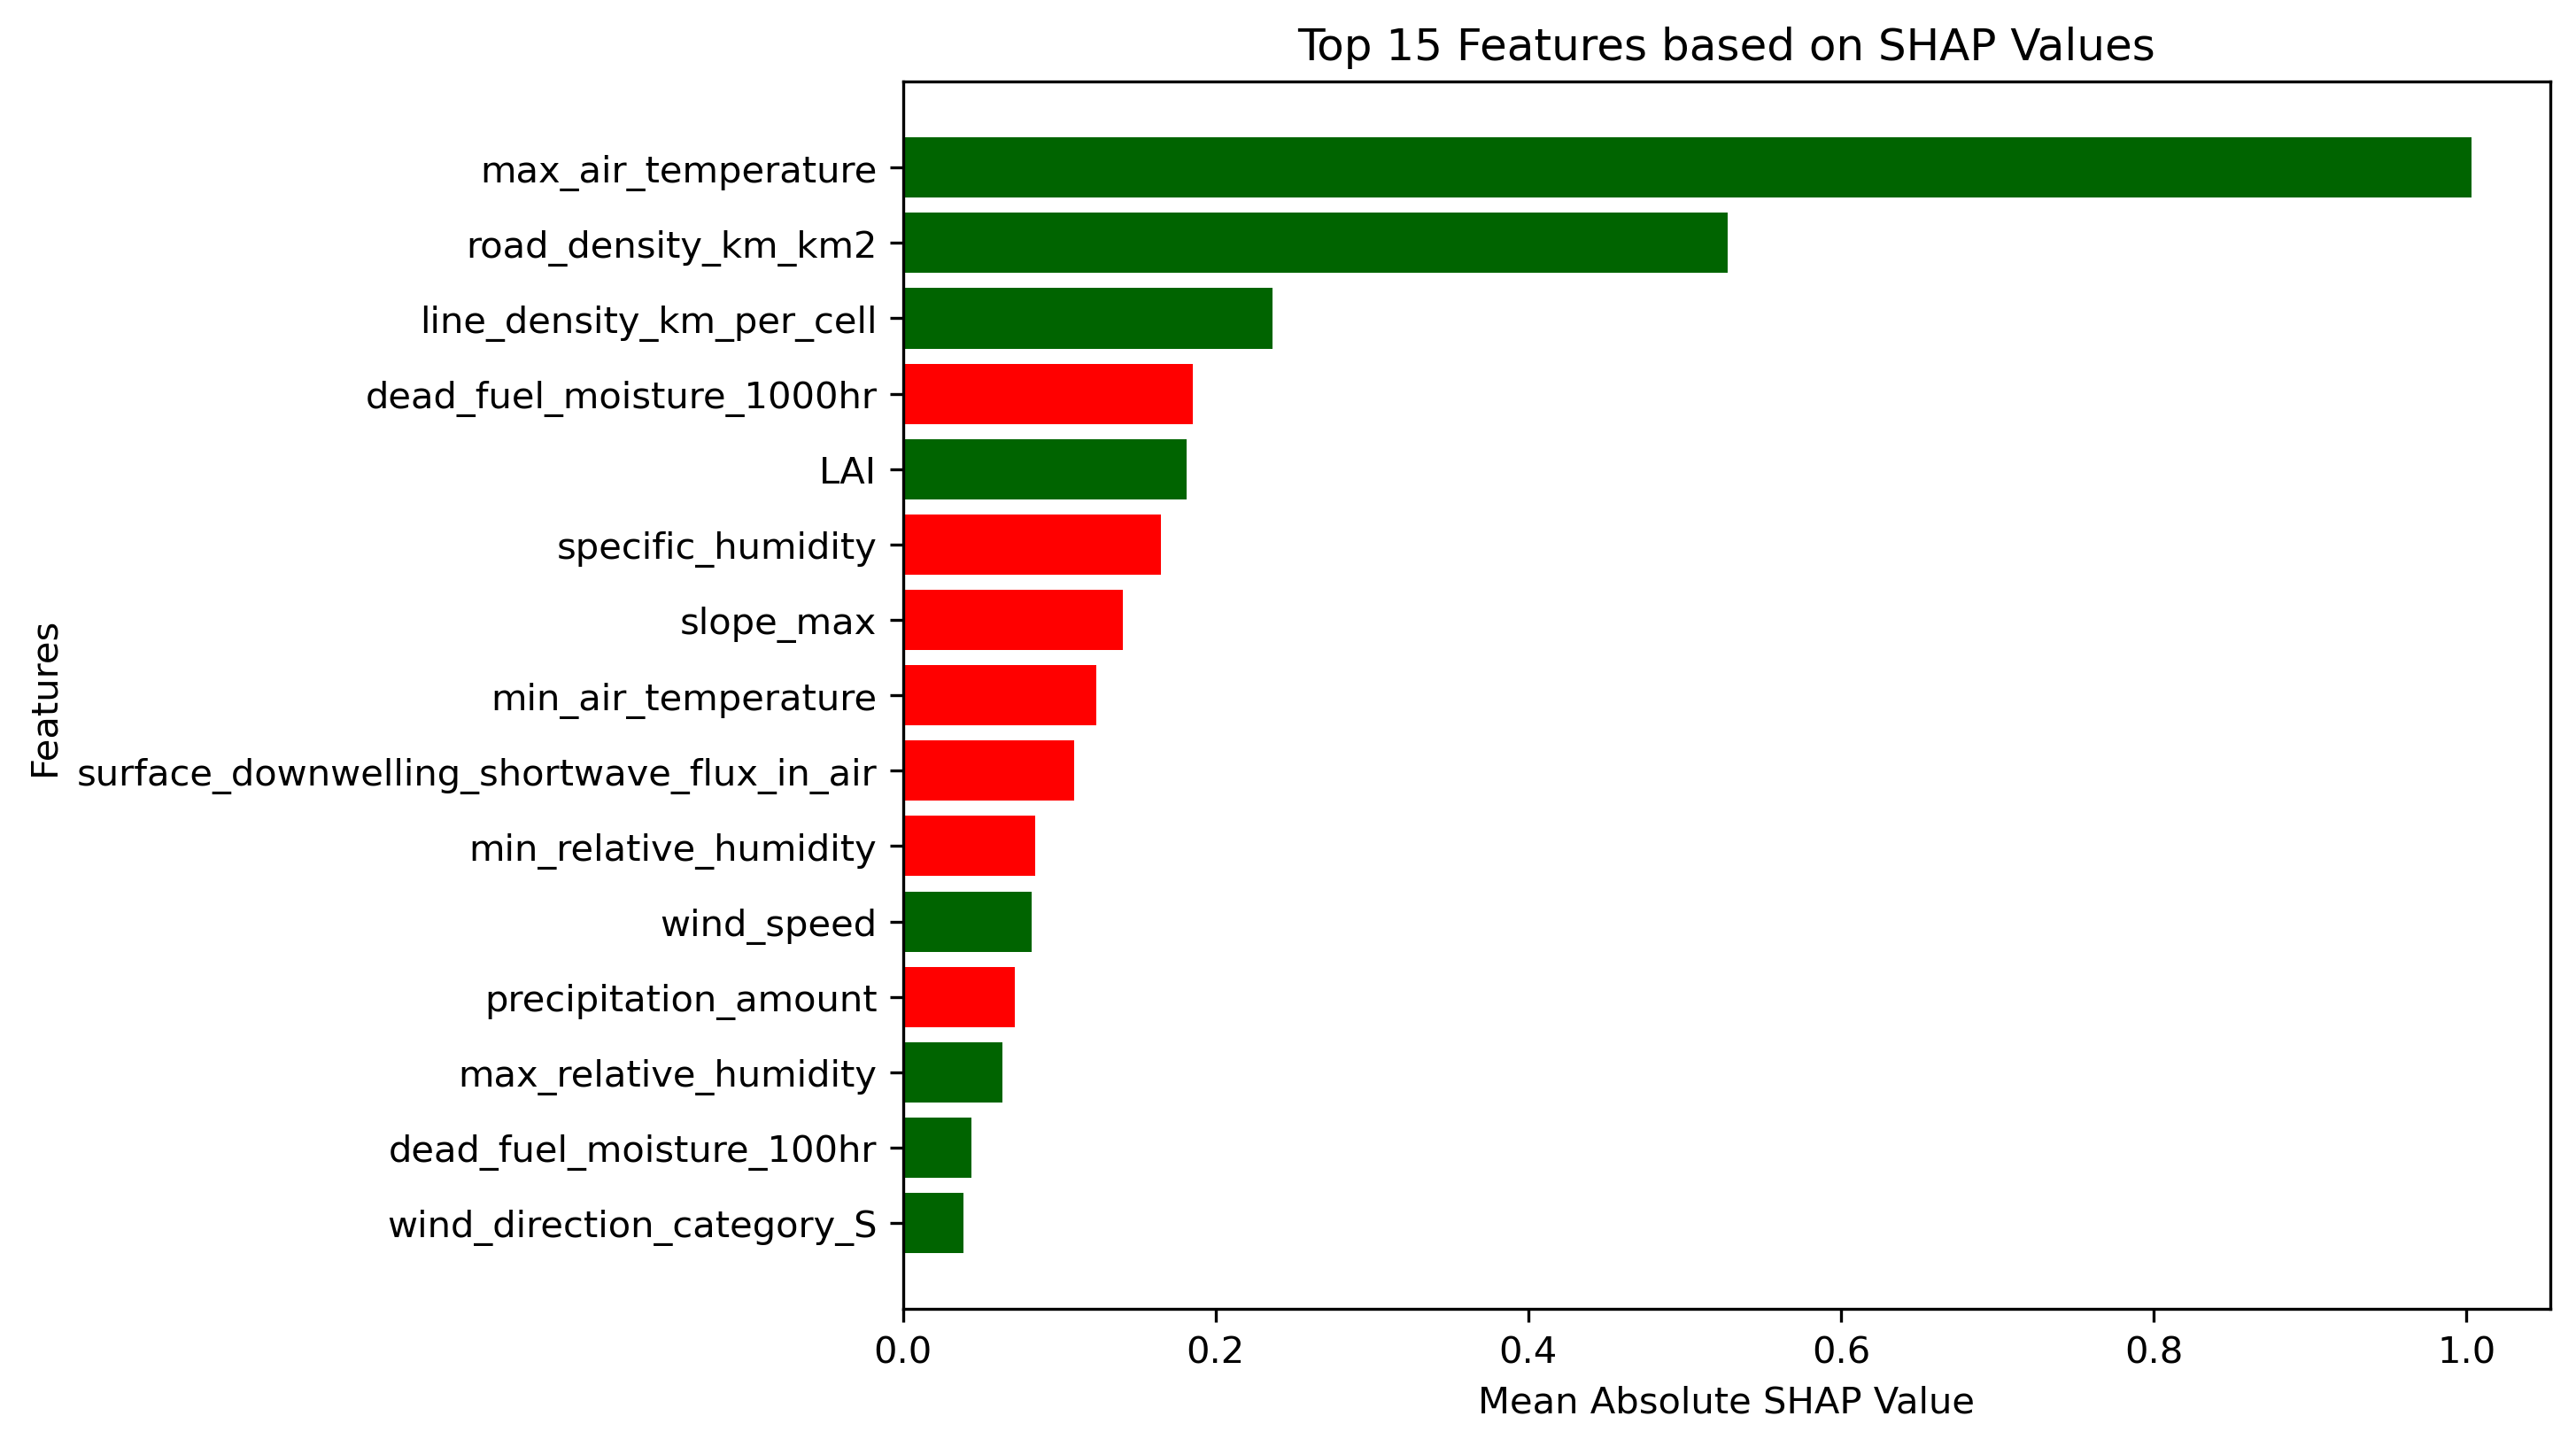 Top 15 Features based on SHAP Values
Features
max_air_temperature
road_density_km_km2
line_density_km_per_cell
dead_fuel_moisture_1000hr
LAI
specific_humidity
slope_max
min_air_temperature
surface_downwelling_shortwave_flux_in_air
min_relative_humidity
wind_speed
precipitation_amount
max_relative_humidity
dead_fuel_moisture_100hr
wind_direction_category_S
0.0 0.2 0.4 0.6 0.8 1.0
Mean Absolute SHAP Value